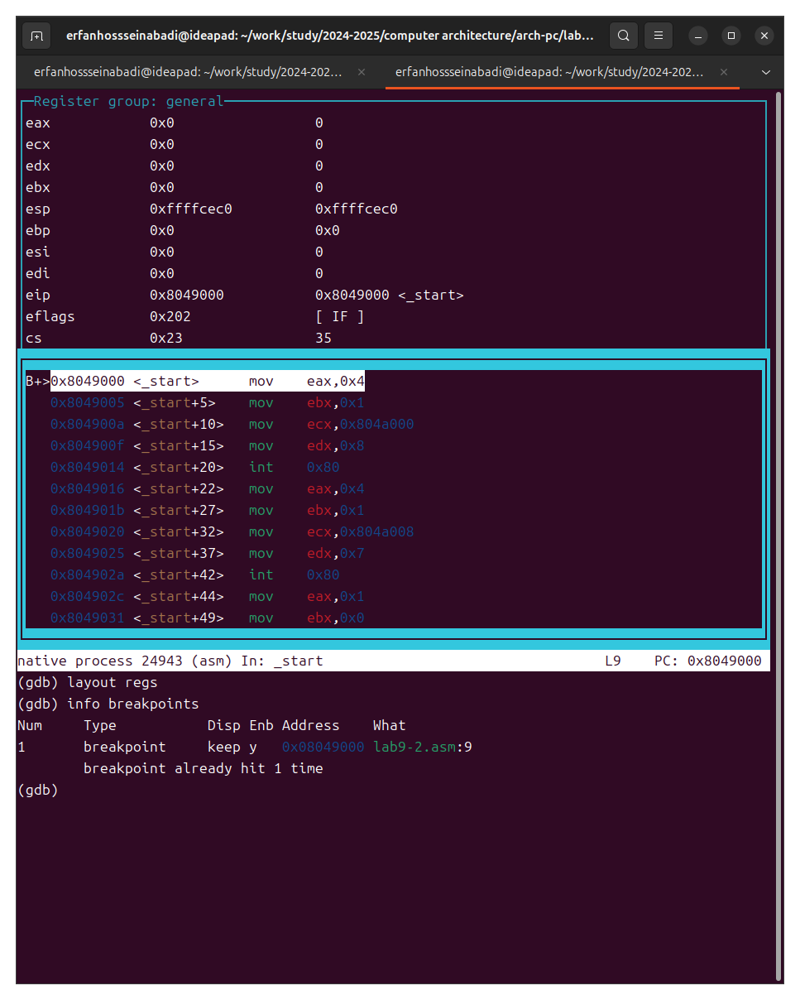 erfanhossseinabadi@ideapad: ~/work/study/2024-2025/computer architecture/arch-pc/lab...
erfanhossseinabadi@ideapad: ~/work/study/2024-202... × erfanhossseinabadi@ideapad: ~/work/study/2024-202... ×
Register group: general
eax 0x0 0
ecx 0x0 0
edx 0x0 0
ebx 0x0 0
esp 0xffffcec0 0xffffcec0
ebp 0x0 0x0
esi 0x0 0
edi 0x0 0
eip 0x8049000 0x8049000 <_start>
eflags 0x202 [ IF ]
cs 0x23 35
B+>0x8049000 <_start> mov eax,0x4
0x8049005 <_start+5> mov ebx,0x1
0x804900a <_start+10> mov ecx,0x804a000
0x804900f <_start+15> mov edx,0x8
0x8049014 <_start+20> int 0x80
0x8049016 <_start+22> mov eax,0x4
0x804901b <_start+27> mov ebx,0x1
0x8049020 <_start+32> mov ecx,0x804a008
0x8049025 <_start+37> mov edx,0x7
0x804902a <_start+42> int 0x80
0x804902c <_start+44> mov eax,0x1
0x8049031 <_start+49> mov ebx,0x0
native process 24943 (asm) In: _start L9 PC: 0x8049000
(gdb) layout regs
(gdb) info breakpoints
Num Type Disp Enb Address What
1 breakpoint keep y 0x08049000 lab9-2.asm:9
breakpoint already hit 1 time
(gdb)